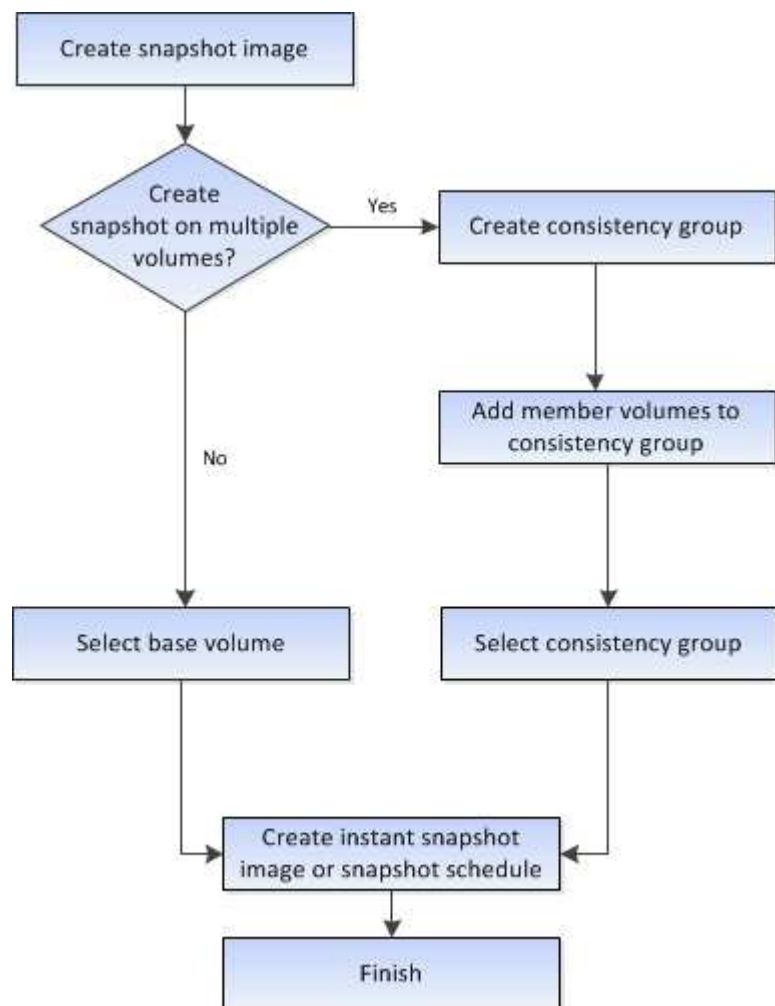 Create snapshot image
Create
snapshot on multiple
volumes?
Yes
Create consistency group
Add member volumes to
consistency group
No
Select base volume
Select consistency group
Create instant snapshot
image or snapshot schedule
Finish